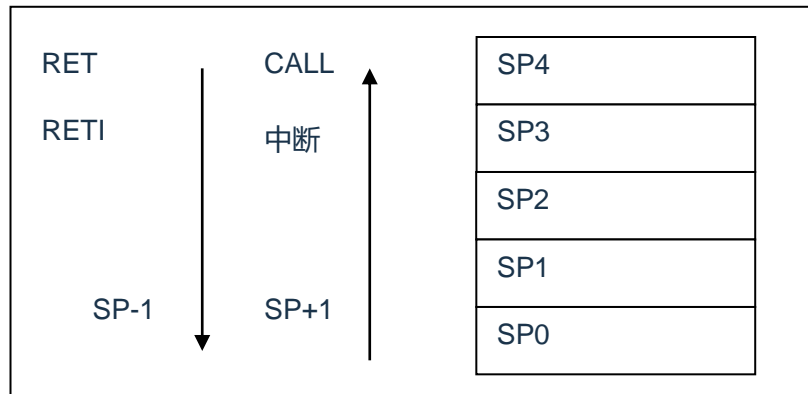 RET CALL SP4
RETI 中断 SP3
SP2
SP1
SP-1 SP+1
SP0